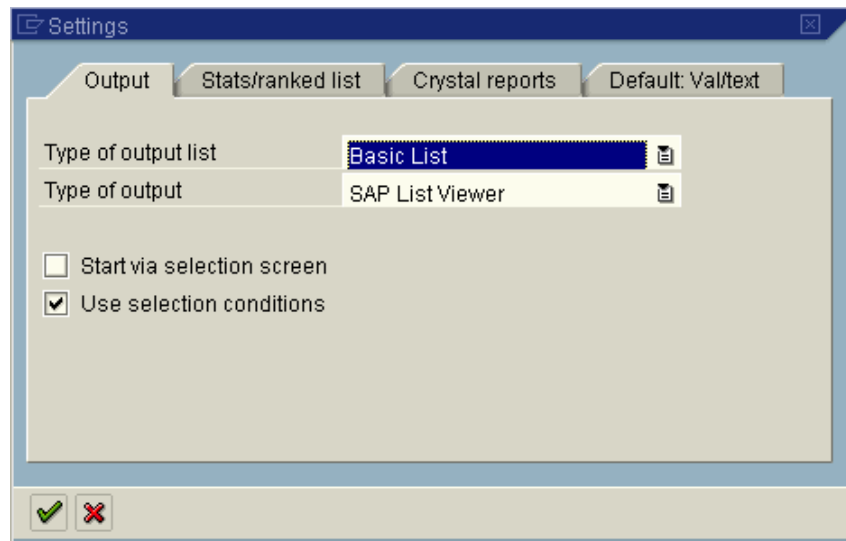 Settings
Output Stats/ranked list Crystal reports Default: Val/text
Type of output list Basic List
Type of output SAP List Viewer
Start via selection screen
Use selection conditions